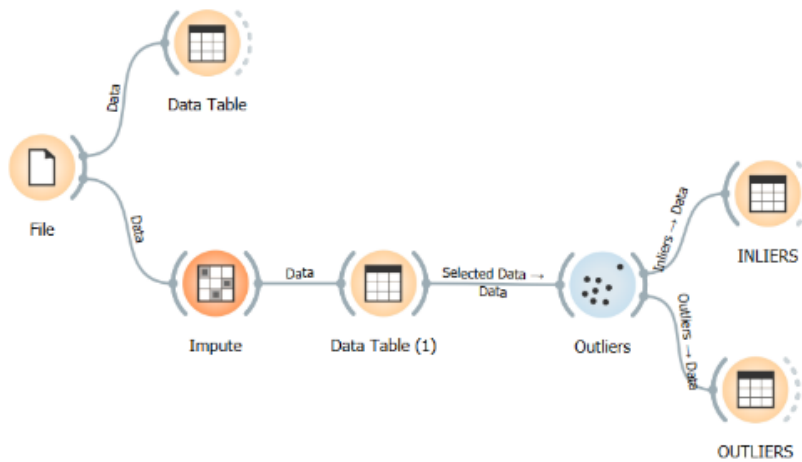 Data
Data Table
File
Data
Impute
Data
Data Table (1)
Selected Data →
Data
Outliers
Inliers → Data
INLIERS
Outliers → Data
OUTLIERS